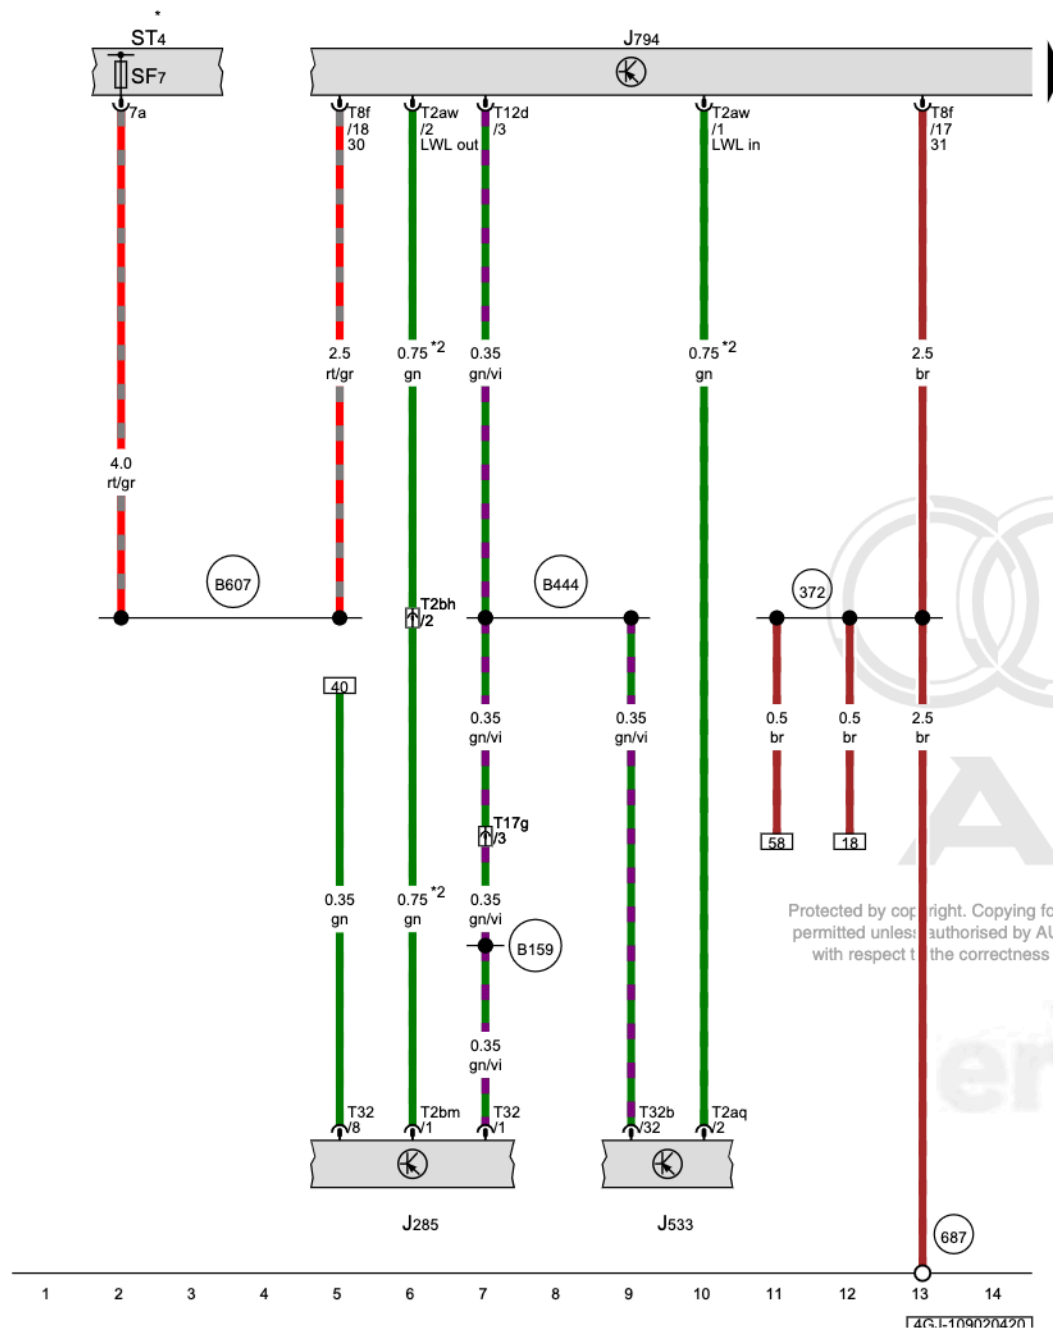 *
ST4
J794
SF7
7a
T8f
/18
30
T2aw
/2
LWL out
T12d
/3
T2aw
/1
LWL in
T8f
/17
31
2.5
rt/gr
0.75 *2
gn
0.35
gn/vi
0.75 *2
gn
2.5
br
4.0
rt/gr
B607
T2bh
/2
B444
372
40
0.35
gn/vi
0.35
gn/vi
0.5
br
0.5
br
2.5
br
T17g
/3
58
18
0.35
gn
0.75 *2
gn
0.35
gn/vi
B159
Protected by copyright. Copying fo
permitted unless authorised by AU
with respect t the correctness
0.35
gn/vi
T32
/8
T2bm
/1
T32
/1
T32b
/32
T2aq
/2
J285
J533
687
1 2 3 4 5 6 7 8 9 10 11 12 13 14
4GJ-109020420